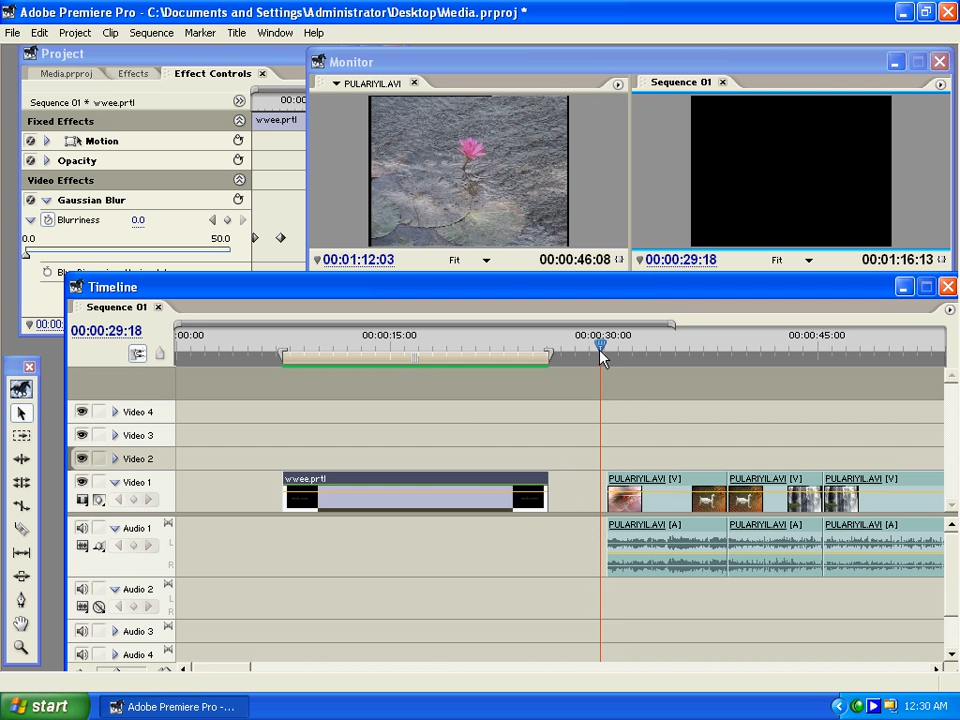 Adobe Premiere Pro - C:\Documents and Settings\Administrator\Desktop\Media.prproj *
File Edit Project Clip Sequence Marker Title Window Help
Project
Monitor
Media.prproj Effects Effect Controls
PULARIYIL.AVI
Sequence 01
Sequence 01 * wwee.prtl
00:00
Fixed Effects
wwee.prtl
Motion
Opacity
Video Effects
Gaussian Blur
Blurriness 0.0
0.0 50.0
00:01:12:03 Fit 00:00:46:08
00:00:29:18 Fit 00:01:16:13
Timeline
Sequence 01
00:00:
00:00:29:18
:00:00 00:00:15:00 00:00:30:00 00:00:45:00
Video 4
Video 3
Video 2
Video 1
wwee.prtl
PULARIYIL.AVI [V] PULARIYIL.AVI [V] PULARIYIL.AVI [V]
Audio 1
PULARIYIL.AVI [A] PULARIYIL.AVI [A] PULARIYIL.AVI [A]
L
R
Audio 2
L
R
Audio 3
Audio 4
start Adobe Premiere Pro -... 12:30 AM